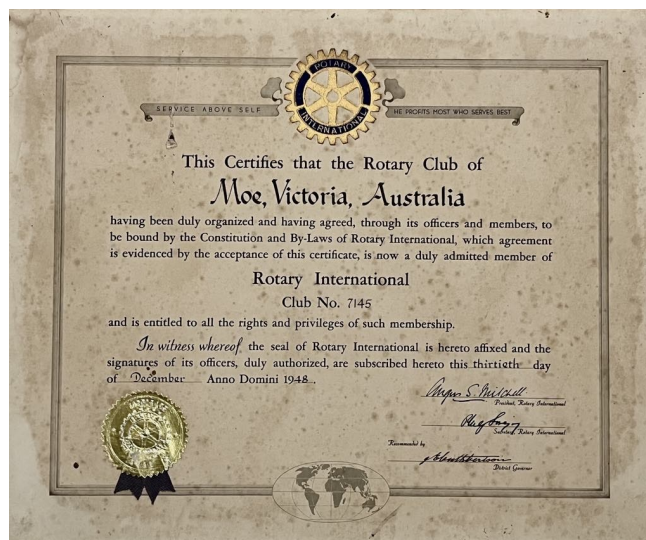 ROTARY
INTERNATIONAL
SERVICE ABOVE SELF
HE PROFITS MOST WHO SERVES BEST
This Certifies that the Rotary Club of
Moe, Victoria, Australia
having been duly organized and having agreed, through its officers and members, to
be bound by the Constitution and By-Laws of Rotary International, which agreement
is evidenced by the acceptance of this certificate, is now a duly admitted member of
Rotary International
Club No. 7145
and is entitled to all the rights and privileges of such membership.
In witness whereof the seal of Rotary International is hereto affixed and the
signatures of its officers, duly authorized, are subscribed hereto this thirtieth day
of December Anno Domini 1948.
Angus S. Mitchell
President, Rotary International
Secretary, Rotary International
Recommended by
District Governor